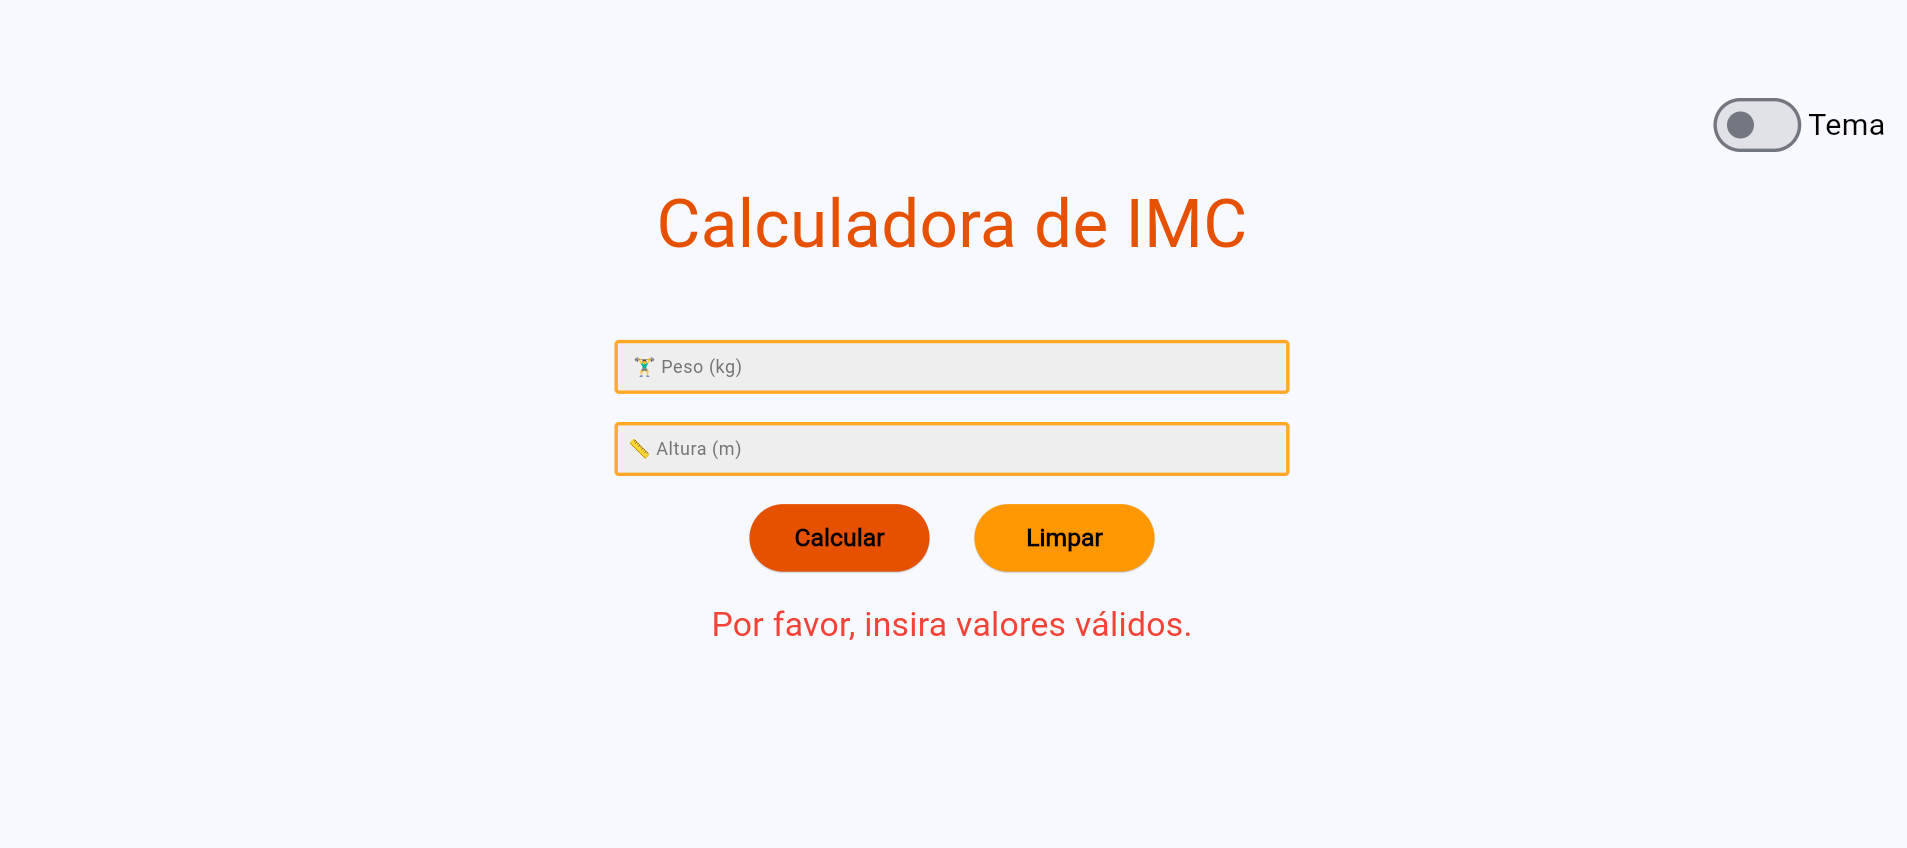 Tema
Calculadora de IMC
🏋️‍♂️ Peso (kg)
📏 Altura (m)
Calcular
Limpar
Por favor, insira valores válidos.